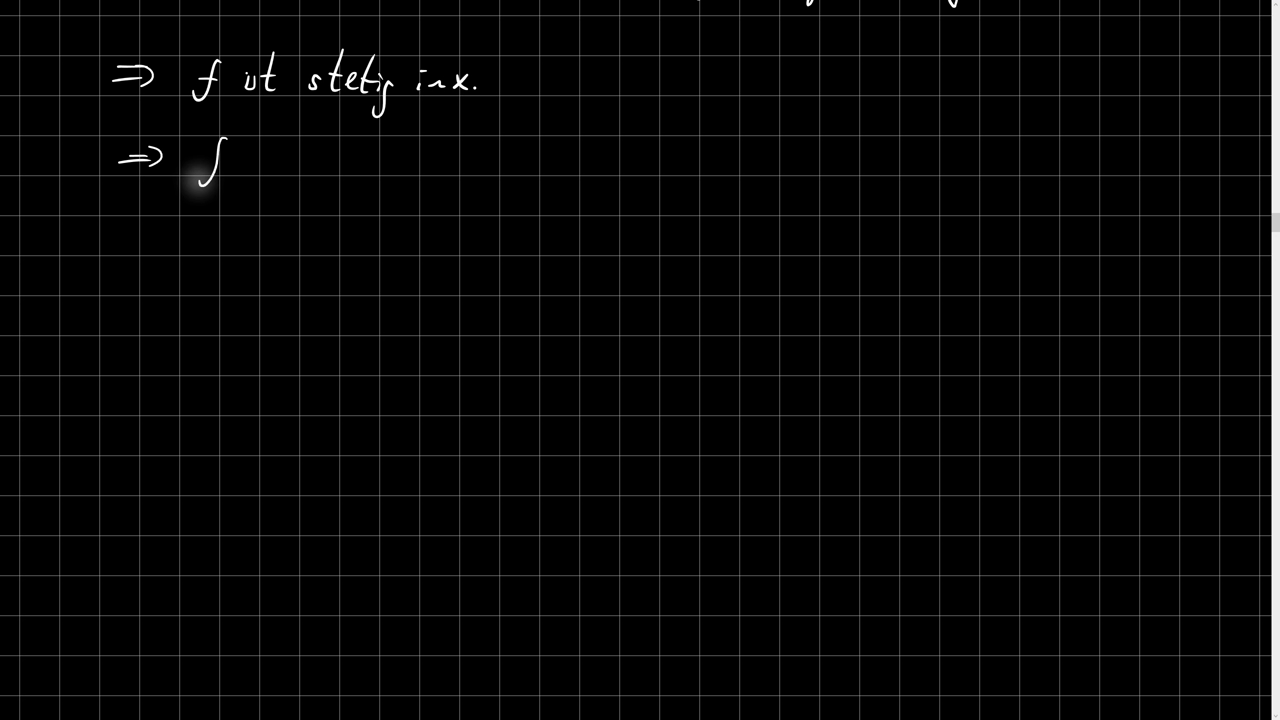 ⇒ f ist stetig in x.
⇒ f